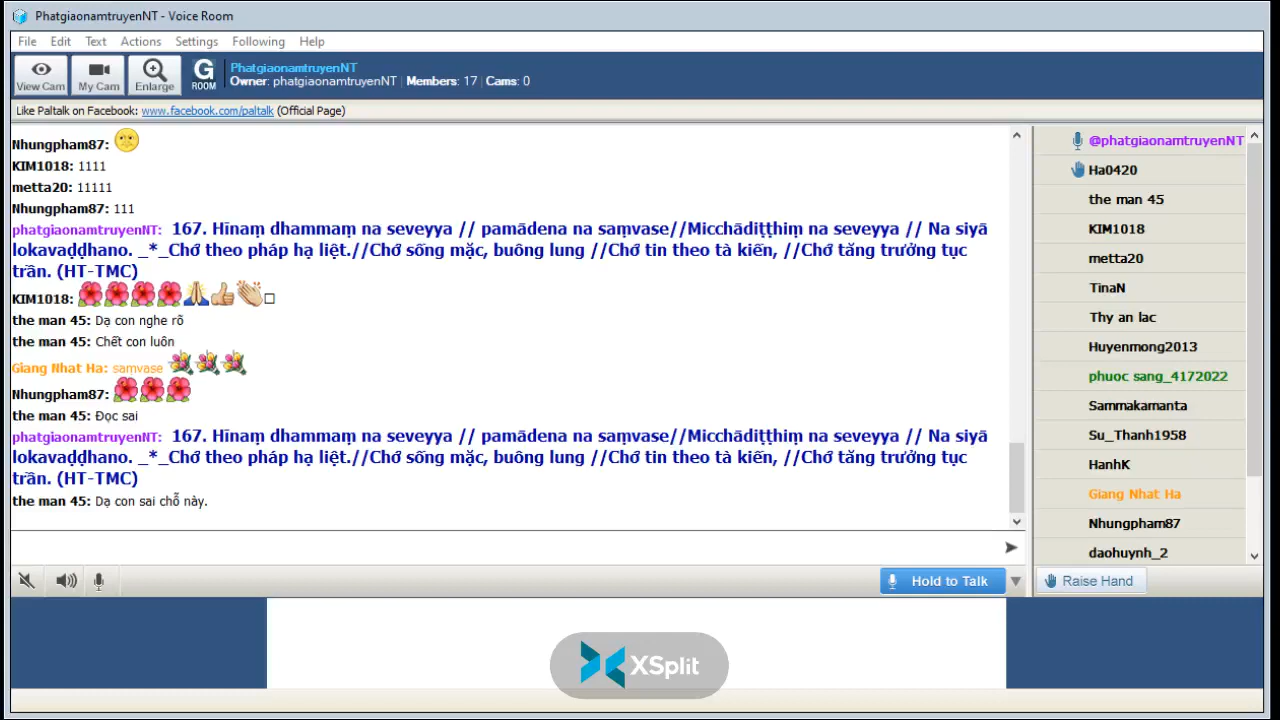 PhatgiaonamtruyenNT - Voice Room
File Edit Text Actions Settings Following Help
View Cam My Cam Enlarge G ROOM
PhatgiaonamtruyenNT
Owner: phatgiaonamtruyenNT | Members: 17 | Cams: 0
Like Paltalk on Facebook: www.facebook.com/paltalk (Official Page)
Nhungpham87:
KIM1018: 1111
metta20: 11111
Nhungpham87: 111
phatgiaonamtruyenNT: 167. Hīnaṃ dhammaṃ na seveyya // pamādena na saṃvase//Micchādiṭṭhiṃ na seveyya // Na siyā
lokavaḍḍhano. _*_Chớ theo pháp hạ liệt.//Chớ sống mặc, buông lung //Chớ tin theo tà kiến, //Chớ tăng trưởng tục
trần. (HT-TMC)
KIM1018:
the man 45: Dạ con nghe rõ
the man 45: Chết con luôn
Giang Nhat Ha: samvase
Nhungpham87:
the man 45: Đọc sai
phatgiaonamtruyenNT: 167. Hīnaṃ dhammaṃ na seveyya // pamādena na saṃvase//Micchādiṭṭhiṃ na seveyya // Na siyā
lokavaḍḍhano. _*_Chớ theo pháp hạ liệt.//Chớ sống mặc, buông lung //Chớ tin theo tà kiến, //Chớ tăng trưởng tục
trần. (HT-TMC)
the man 45: Dạ con sai chỗ này.
Hold to Talk
@phatgiaonamtruyenNT
Ha0420
the man 45
KIM1018
metta20
TinaN
Thy an lac
Huyenmong2013
phuoc sang_4172022
Sammakamanta
Su_Thanh1958
HanhK
Giang Nhat Ha
Nhungpham87
daohuynh_2
Raise Hand
XSplit